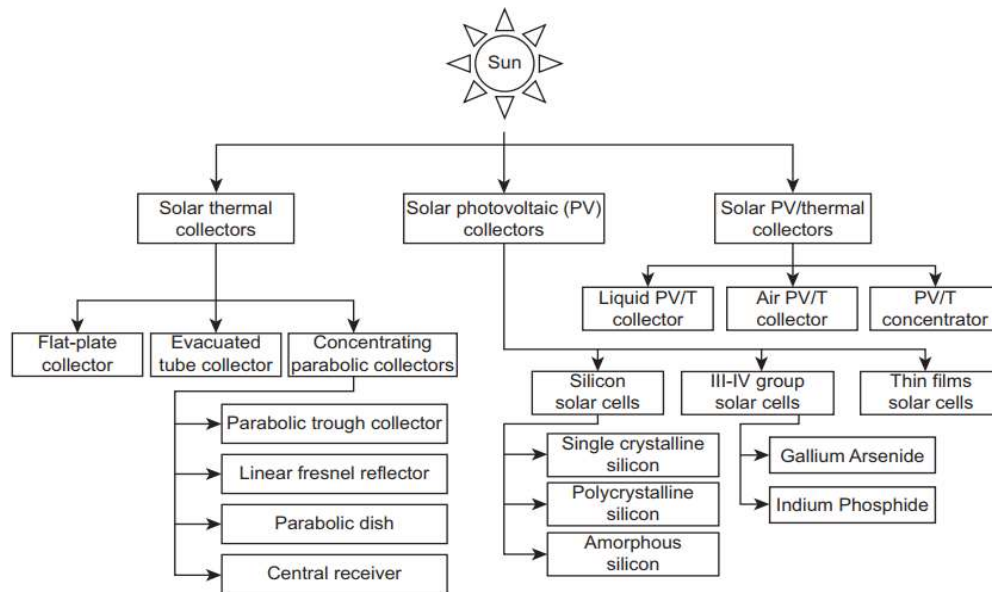 Sun
Solar thermal
collectors
Solar photovoltaic (PV)
collectors
Solar PV/thermal
collectors
Liquid PV/T
collector
Air PV/T
collector
PV/T
concentrator
Flat-plate
collector
Evacuated
tube collector
Concentrating
parabolic collectors
Silicon
solar cells
III-IV group
solar cells
Thin films
solar cells
Parabolic trough collector
Linear fresnel reflector
Parabolic dish
Central receiver
Single crystalline
silicon
Polycrystalline
silicon
Amorphous
silicon
Gallium Arsenide
Indium Phosphide